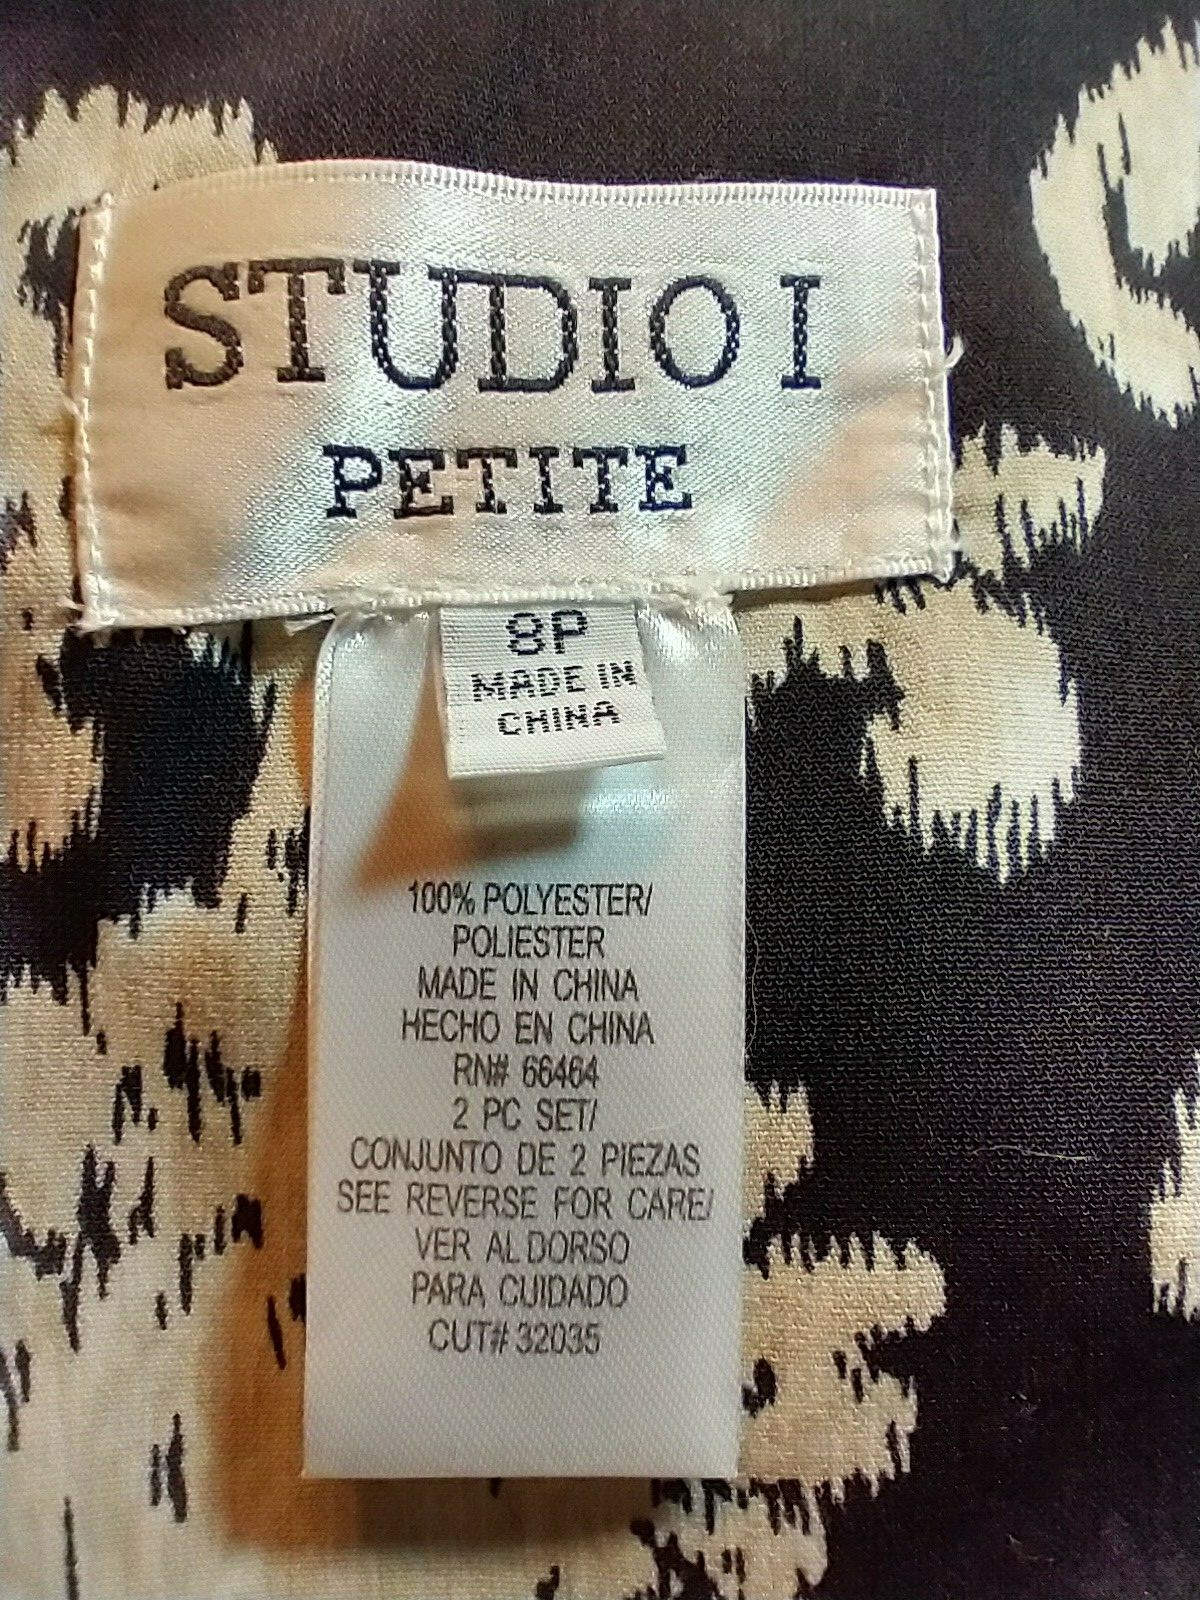 STUDIO I
PETITE
8P
MADE IN
CHINA
100% POLYESTER/
POLIESTER
MADE IN CHINA
HECHO EN CHINA
RN# 66464
2 PC SET/
CONJUNTO DE 2 PIEZAS
SEE REVERSE FOR CARE/
VER AL DORSO
PARA CUIDADO
CUT# 32035